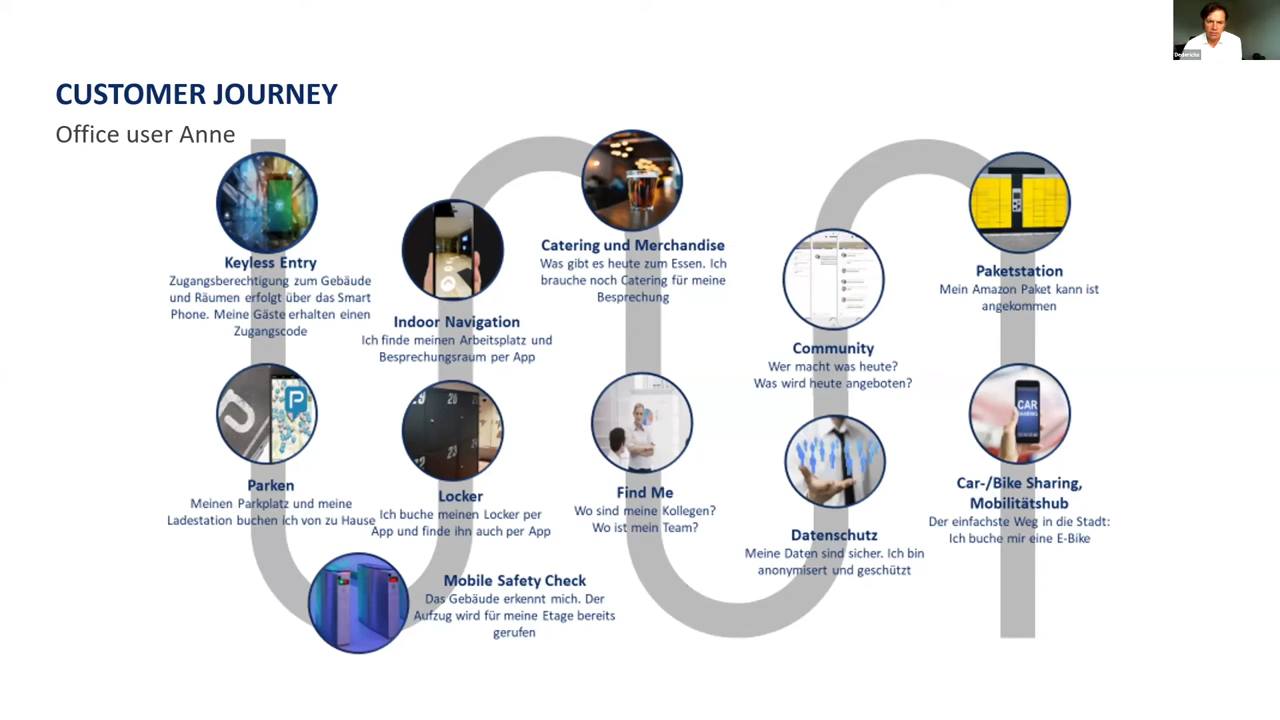 Dederichs
CUSTOMER JOURNEY
Office user Anne
Keyless Entry
Zugangsberechtigung zum Gebäude
und Räumen erfolgt über das Smart
Phone. Meine Gäste erhalten einen
Zugangscode
Parken
Meinen Parkplatz und meine
Ladestation buchen ich von zu Hause
Mobile Safety Check
Das Gebäude erkennt mich. Der
Aufzug wird für meine Etage bereits
gerufen
Locker
Ich buche meinen Locker per
App und finde ihn auch per App
Indoor Navigation
Ich finde meinen Arbeitsplatz und
Besprechungsraum per App
Catering und Merchandise
Was gibt es heute zum Essen. Ich
brauche noch Catering für meine
Besprechung
Find Me
Wo sind meine Kollegen?
Wo ist mein Team?
Datenschutz
Meine Daten sind sicher. Ich bin
anonymisert und geschützt
Community
Wer macht was heute?
Was wird heute angeboten?
Paketstation
Mein Amazon Paket kann ist
angekommen
CAR
SHARING
Car-/Bike Sharing,
Mobilitätshub
Der einfachste Weg in die Stadt:
Ich buche mir eine E-Bike
P
20
23
22